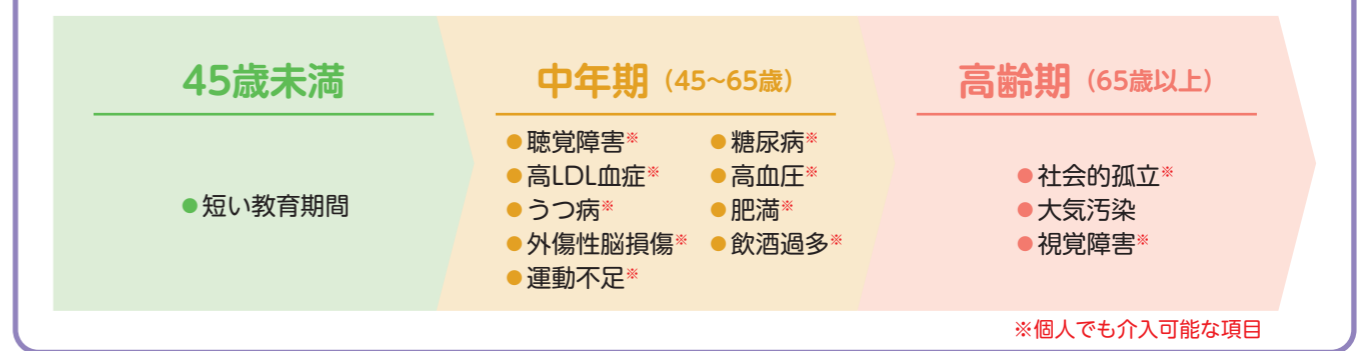 45歳未満
●短い教育期間
中年期（45~65歳）
●聴覚障害※
●高LDL血症※
●うつ病※
●外傷性脳損傷※
●運動不足※
●糖尿病※
●高血圧※
●肥満※
●飲酒過多※
高齢期（65歳以上）
●社会的孤立※
●大気汚染
●視覚障害※
※個人でも介入可能な項目